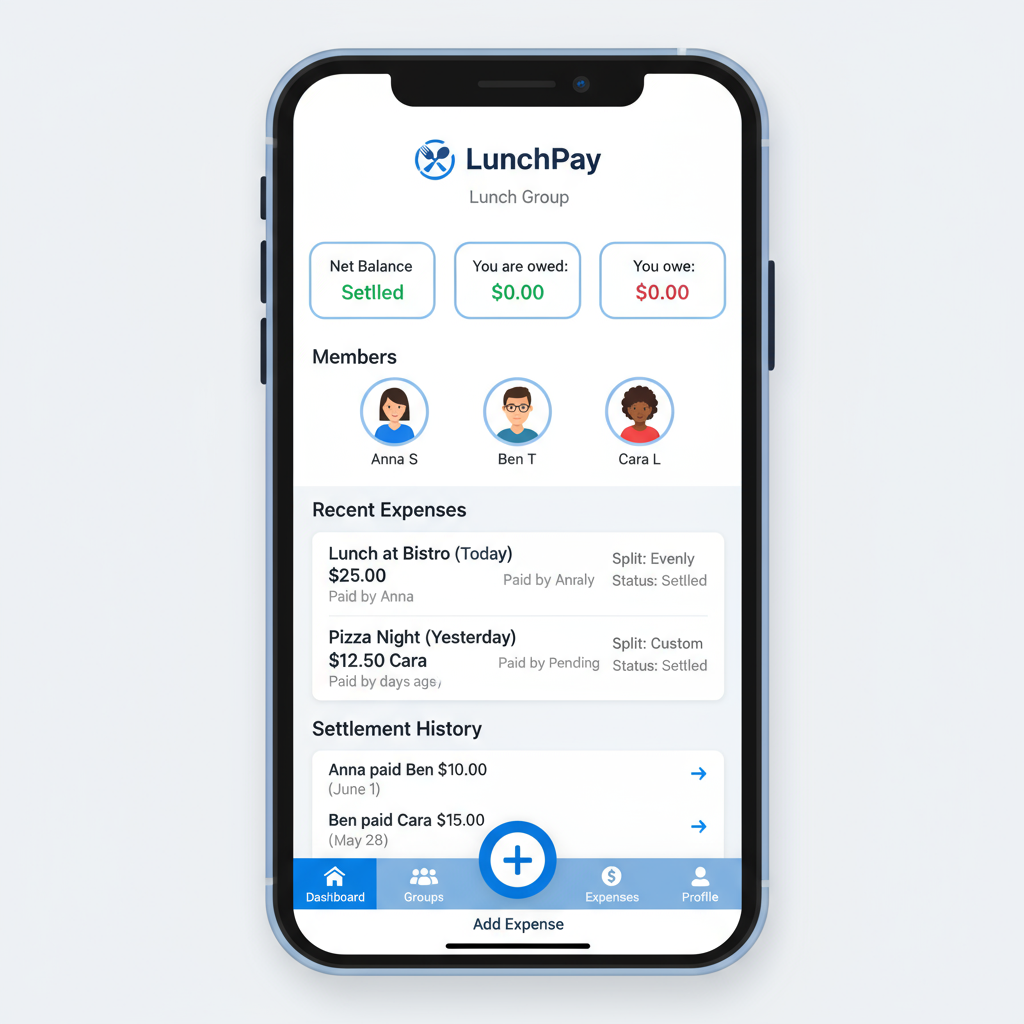 LunchPay
Lunch Group
Net Balance
Setlled
You are owed:
$0.00
You owe:
$0.00
Members
Anna S
Ben T
Cara L
Recent Expenses
Lunch at Bistro (Today)
$25.00
Paid by Anna
Paid by Anraly
Split: Evenly
Status: Setlled
Pizza Night (Yesterday)
$12.50 Cara
Paid by days age,
Paid by Pending
Split: Custom
Status: Settled
Settlement History
Anna paid Ben $10.00
(June 1)
Ben paid Cara $15.00
(May 28)
Dashboard
Groups
Expenses
Profile
Add Expense